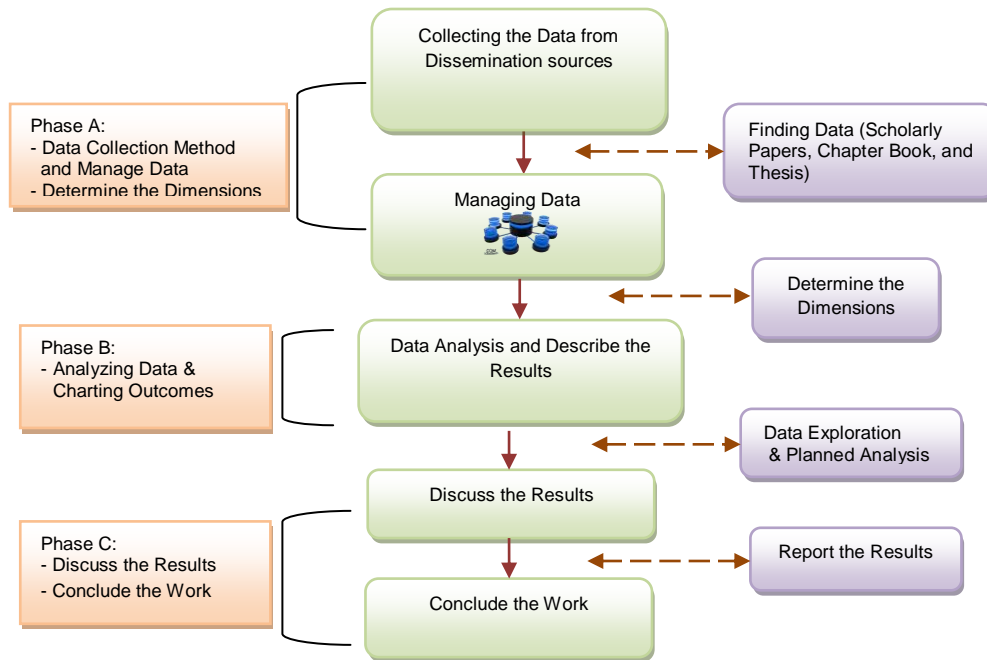 Collecting the Data from
Dissemination sources
Phase A:
- Data Collection Method
and Manage Data
- Determine the Dimensions
Finding Data (Scholarly
Papers, Chapter Book, and
Thesis)
Managing Data
Determine the
Dimensions
Phase B:
- Analyzing Data &
Charting Outcomes
Data Analysis and Describe the
Results
Data Exploration
& Planned Analysis
Discuss the Results
Phase C:
- Discuss the Results
- Conclude the Work
Report the Results
Conclude the Work